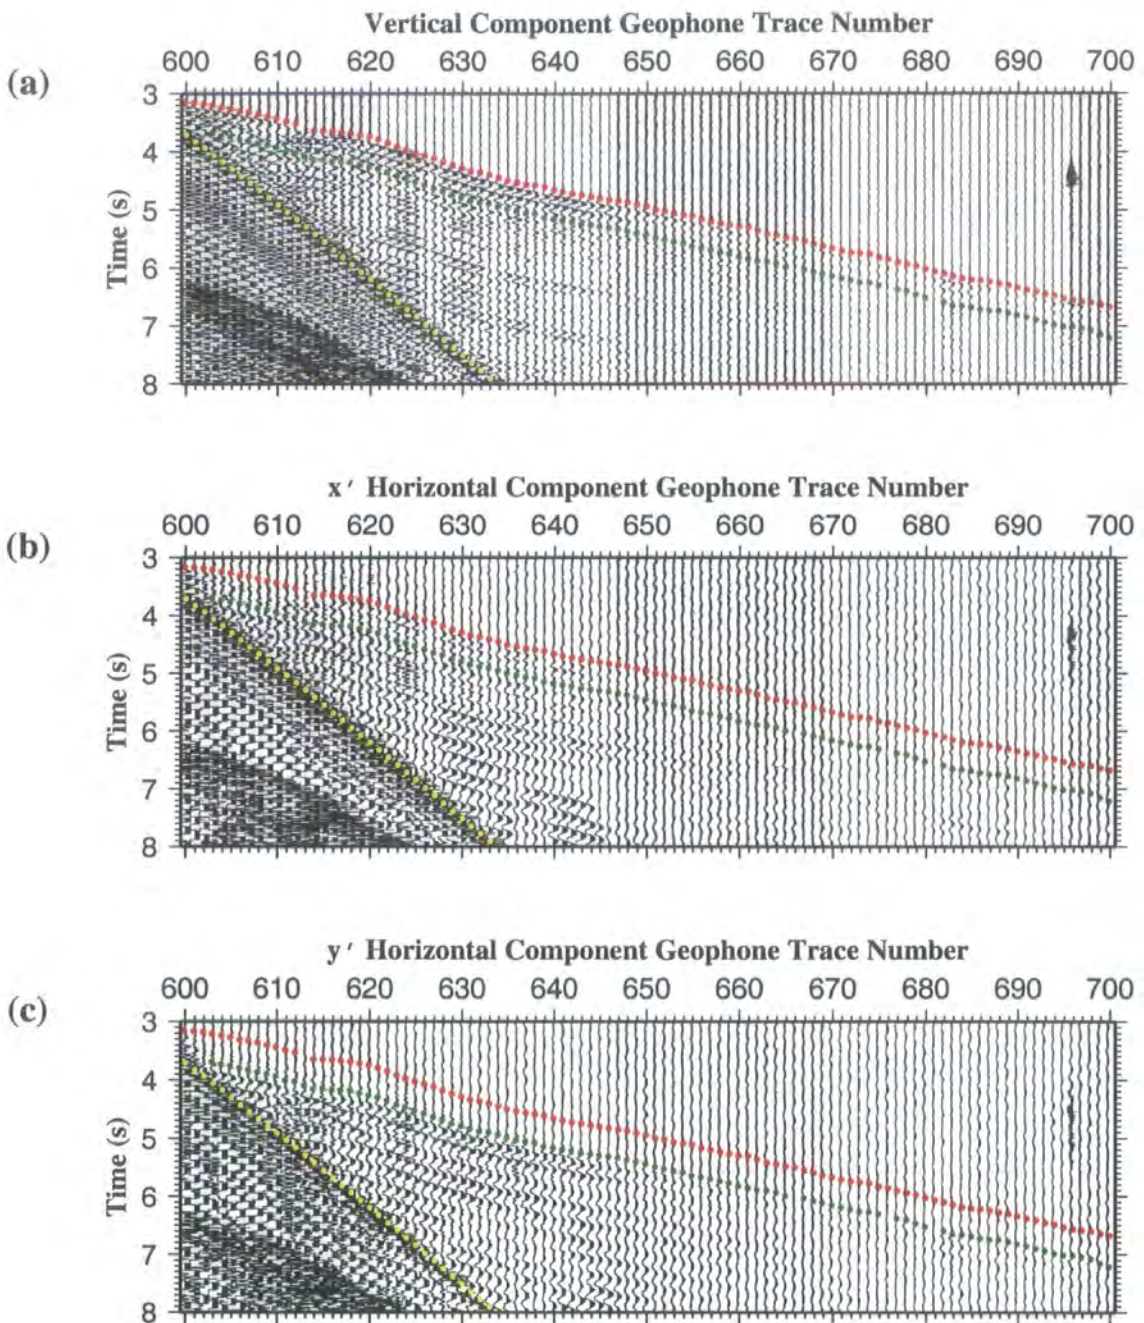 Vertical Component Geophone Trace Number
600 610 620 630 640 650 660 670 680 690 700
(a)
3
4
5
6
7
8
Time (s)
x ′ Horizontal Component Geophone Trace Number
600 610 620 630 640 650 660 670 680 690 700
(b)
3
4
5
6
7
8
Time (s)
y ′ Horizontal Component Geophone Trace Number
600 610 620 630 640 650 660 670 680 690 700
(c)
3
4
5
6
7
8
Time (s)